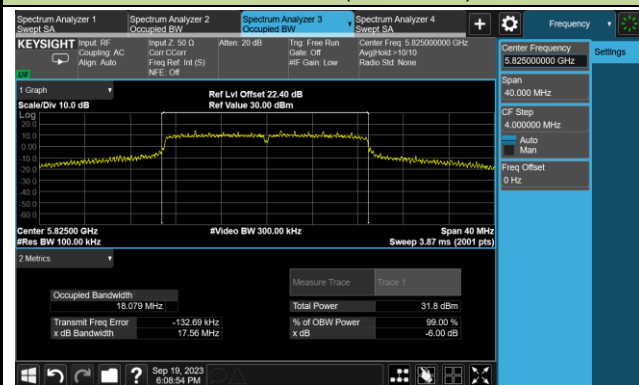 Spectrum Analyzer 1
Swept SA
Spectrum Analyzer 2
Occupied BW
Spectrum Analyzer 3
Occupied BW
Spectrum Analyzer 4
Swept SA
+
Frequency
KEYSIGHT
Input: RF
Coupling: AC
Align: Auto
Input Z: 50 Ω
Corr CCorr
Freq Ref: Int (S)
NFE: Off
Atten: 20 dB
Trig: Free Run
Gate: Off
#IF Gain: Low
Center Freq: 5.825000000 GHz
Avg|Hold:>10/10
Radio Std: None
Center Frequency
5.825000000 GHz
Settings
Span
40.000 MHz
CF Step
4.000000 MHz
Auto
Man
Freq Offset
0 Hz
1 Graph
Scale/Div 10.0 dB
Ref Lvl Offset 22.40 dB
Ref Value 30.00 dBm
Log
20.0
10.0
0.00
-10.0
-20.0
-30.0
-40.0
-50.0
-60.0
Center 5.82500 GHz
#Res BW 100.00 kHz
#Video BW 300.00 kHz
Span 40 MHz
Sweep 3.87 ms (2001 pts)
2 Metrics
Measure Trace
Trace 1
Occupied Bandwidth
18.079 MHz
Total Power
31.8 dBm
Transmit Freq Error
-132.69 kHz
% of OBW Power
99.00 %
x dB Bandwidth
17.56 MHz
x dB
-6.00 dB
?
Sep 19, 2023
6:08:54 PM